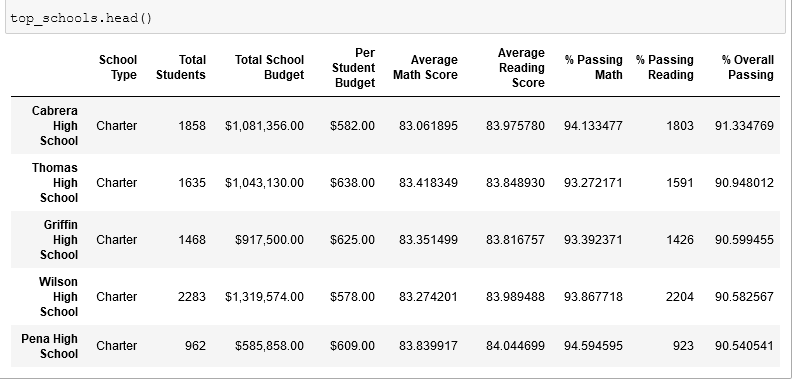 top_schools.head()
School Type Total Students Total School Budget Per Student Budget Average Math Score Average Reading Score % Passing Math % Passing Reading % Overall Passing
Cabrera High School Charter 1858 $1,081,356.00 $582.00 83.061895 83.975780 94.133477 1803 91.334769
Thomas High School Charter 1635 $1,043,130.00 $638.00 83.418349 83.848930 93.272171 1591 90.948012
Griffin High School Charter 1468 $917,500.00 $625.00 83.351499 83.816757 93.392371 1426 90.599455
Wilson High School Charter 2283 $1,319,574.00 $578.00 83.274201 83.989488 93.867718 2204 90.582567
Pena High School Charter 962 $585,858.00 $609.00 83.839917 84.044699 94.594595 923 90.540541